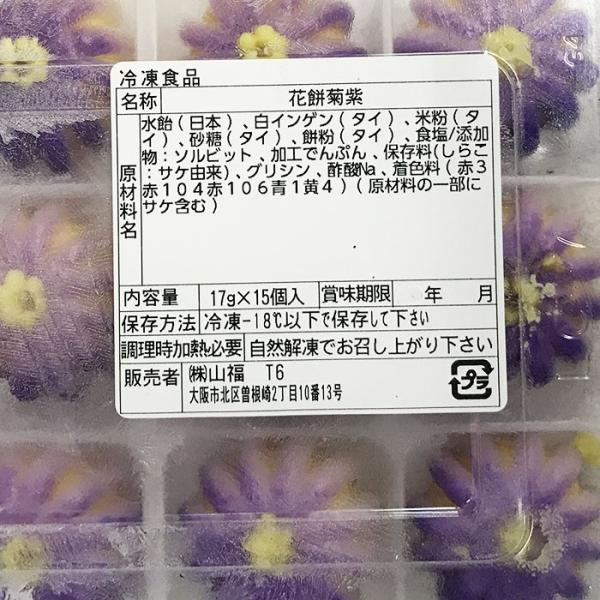 冷凍食品
名称 花餅菊紫
原材料名
水飴(日本)、白インゲン(タイ)、米粉(タ
イ)、砂糖(タイ)、餅粉(タイ)、食塩/添加
物:ソルビット、加工でんぷん、保存料(しらこ
:サケ由来)、グリシン、酢酸Na、着色料(赤3
赤104赤106青1黄4)(原材料の一部に
サケ含む)
内容量 17g×15個入 賞味期限 年 月
保存方法 冷凍-18℃以下で保存して下さい
調理時加熱必要 自然解凍でお召し上がり下さい
販売者 ㈱山福 T6
大阪市北区曽根崎2丁目10番13号
プラ